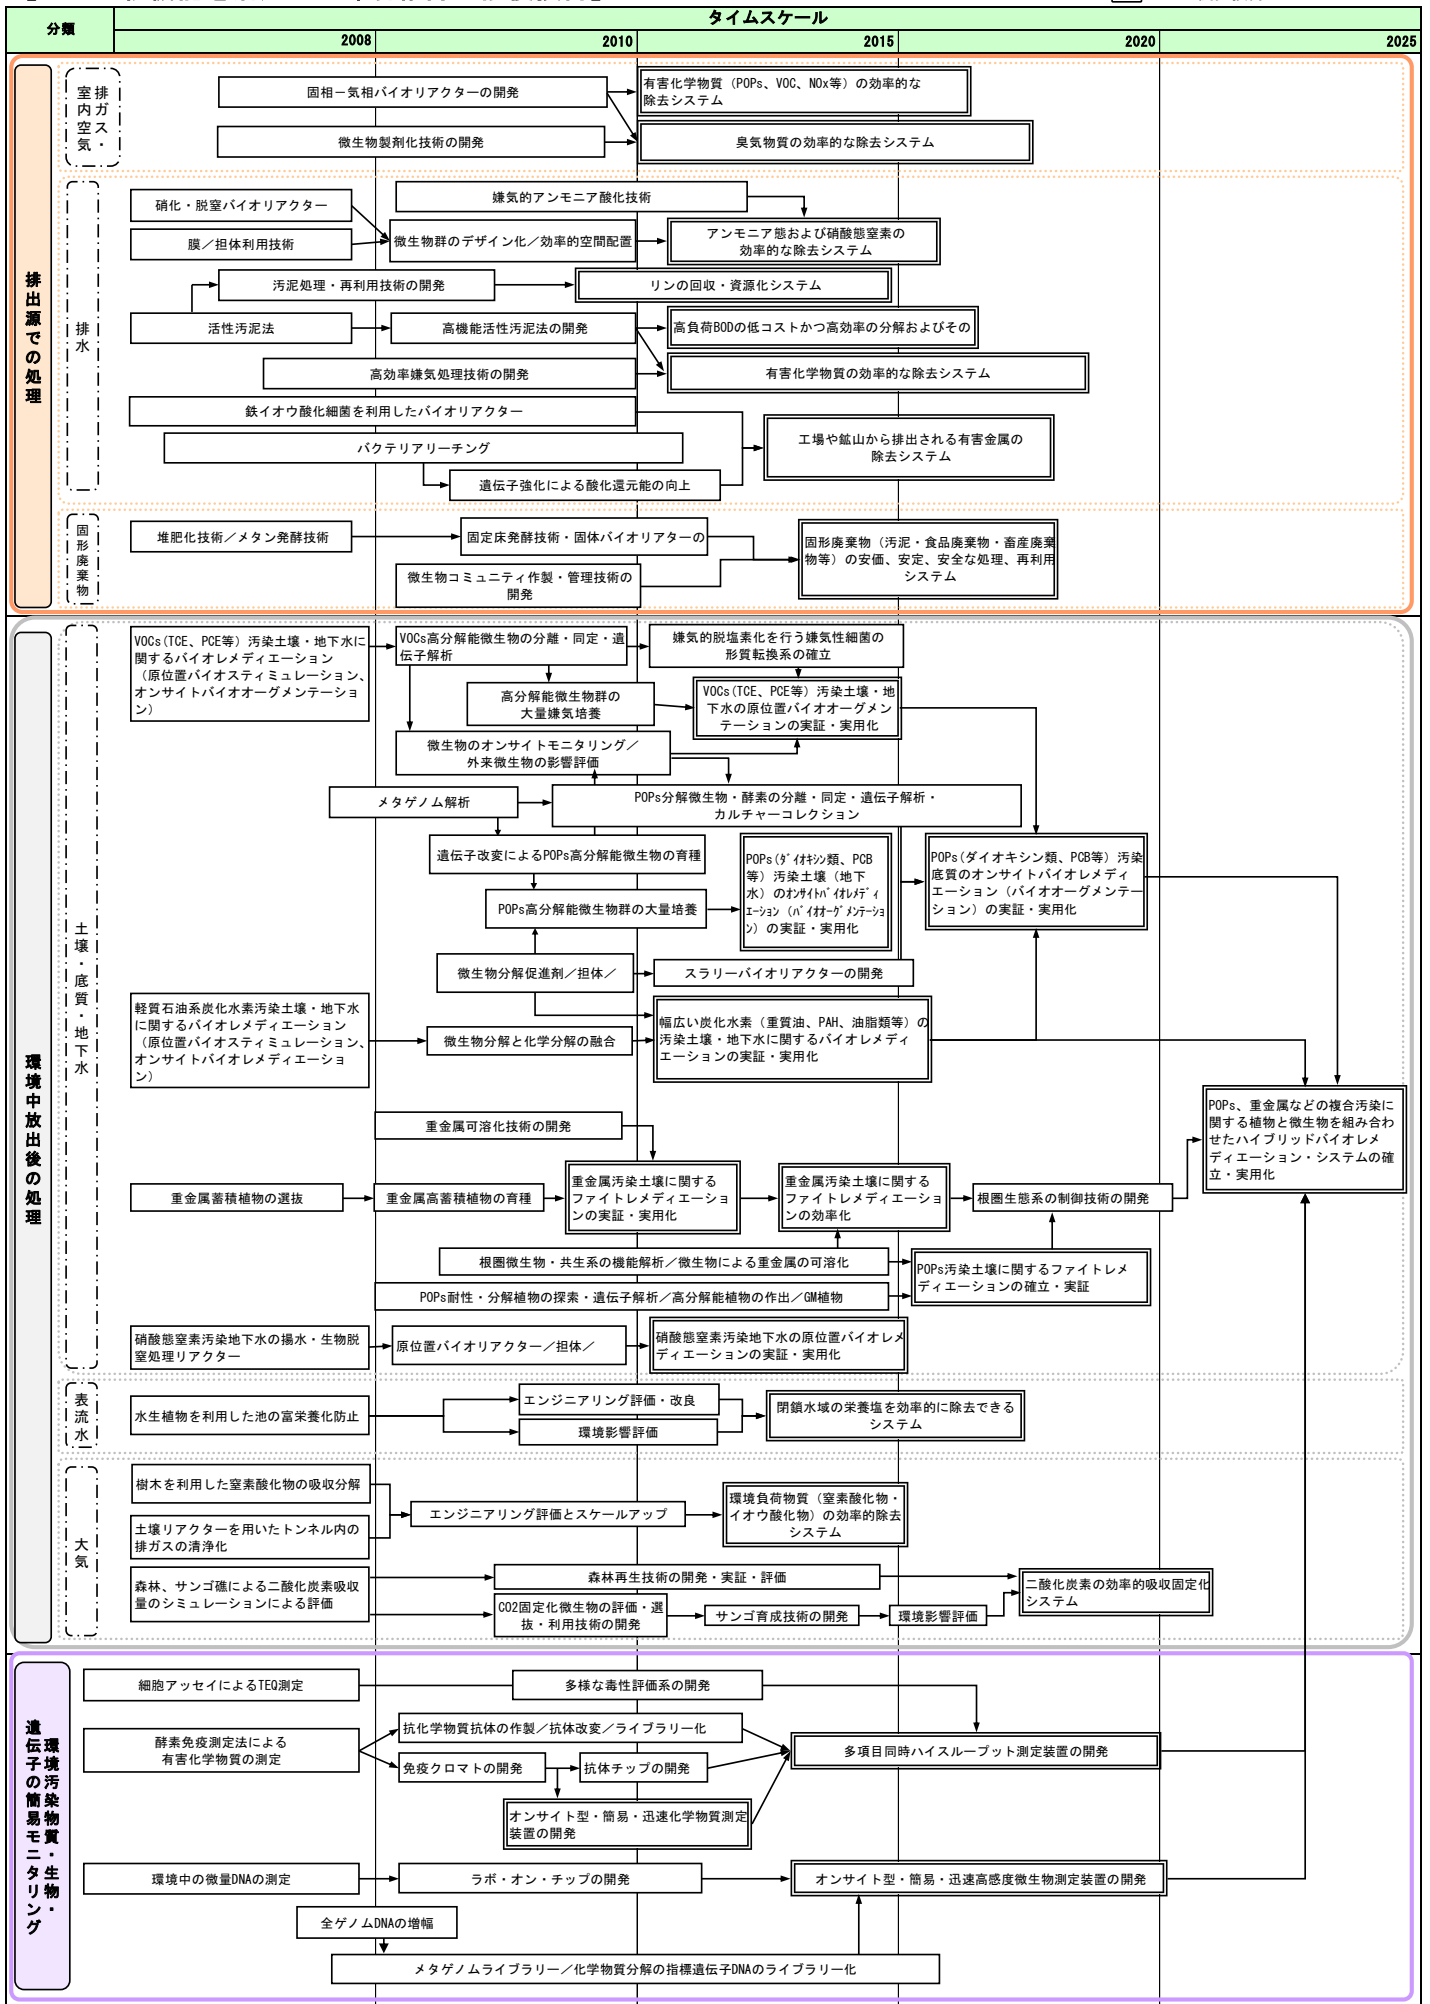 分類
タイムスケール
2008
2010
2015
2020
2025
排出源での処理
排ガス・
室内空気
固相－気相バイオリアクターの開発
有害化学物質（POPs、VOC、NOx等）の効率的な
除去システム
微生物製剤化技術の開発
臭気物質の効率的な除去システム
排水
硝化・脱窒バイオリアクター
嫌気的アンモニア酸化技術
膜／担体利用技術
微生物群のデザイン化／効率的空間配置
アンモニア態および硝酸態窒素の
効率的な除去システム
汚泥処理・再利用技術の開発
リンの回収・資源化システム
活性汚泥法
高機能活性汚泥法の開発
高負荷BODの低コストかつ高効率の分解およびその
高効率嫌気処理技術の開発
有害化学物質の効率的な除去システム
鉄イオウ酸化細菌を利用したバイオリアクター
バクテリアリーチング
工場や鉱山から排出される有害金属の
除去システム
遺伝子強化による酸化還元能の向上
固形廃棄物
堆肥化技術／メタン発酵技術
固定床発酵技術・固体バイオリアターの
微生物コミュニティ作製・管理技術の
開発
固形廃棄物（汚泥・食品廃棄物・畜産廃棄
物等）の安価、安定、安全な処理、再利用
システム
環境中放出後の処理
土壌・底質・地下水
VOCs(TCE、PCE等）汚染土壌・地下水に
関するバイオレメディエーション
（原位置バイオスティミュレーション、
オンサイトバイオオーグメンテーショ
ン）
VOCs高分解能微生物の分離・同定・遺
伝子解析
嫌気的脱塩素化を行う嫌気性細菌の
形質転換系の確立
高分解能微生物群の
大量嫌気培養
VOCs(TCE、PCE等）汚染土壌・地
下水の原位置バイオオーグメン
テーションの実証・実用化
微生物のオンサイトモニタリング／
外来微生物の影響評価
メタゲノム解析
POPs分解微生物・酵素の分離・同定・遺伝子解析・
カルチャーコレクション
遺伝子改変によるPOPs高分解能微生物の育種
POPs(ﾀﾞｲｵｷｼﾝ類、PCB
等）汚染土壌（地下
水）のｵﾝｻｲﾄﾊﾞｲｵﾚﾒﾃﾞｨ
ｴｰｼｮﾝ（ﾊﾞｲｵｵｰｸﾞﾒﾝﾃｰｼｮ
ﾝ）の実証・実用化
POPs(ダイオキシン類、PCB等）汚染
底質のオンサイトバイオレメディ
エーション（バイオオーグメンテー
ション）の実証・実用化
POPs高分解能微生物群の大量培養
微生物分解促進剤／担体／
スラリーバイオリアクターの開発
軽質石油系炭化水素汚染土壌・地下水
に関するバイオレメディエーション
（原位置バイオスティミュレーション、
オンサイトバイオレメディエーショ
ン）
微生物分解と化学分解の融合
幅広い炭化水素（重質油、PAH、油脂類等）の
汚染土壌・地下水に関するバイオレメディ
エーションの実証・実用化
POPs、重金属などの複合汚染に
関する植物と微生物を組み合わ
せたハイブリッドバイオレメ
ディエーション・システムの確
立・実用化
重金属可溶化技術の開発
重金属蓄積植物の選抜
重金属高蓄積植物の育種
重金属汚染土壌に関する
ファイトレメディエーショ
ンの実証・実用化
重金属汚染土壌に関する
ファイトレメディエーショ
ンの効率化
根圏生態系の制御技術の開発
根圏微生物・共生系の機能解析／微生物による重金属の可溶化
POPs汚染土壌に関するファイトレメ
ディエーションの確立・実証
POPs耐性・分解植物の探索・遺伝子解析／高分解能植物の作出／GM植物
硝酸態窒素汚染地下水の揚水・生物脱
窒処理リアクター
原位置バイオリアクター／担体／
硝酸態窒素汚染地下水の原位置バイオレメ
ディエーションの実証・実用化
表流水
水生植物を利用した池の富栄養化防止
エンジニアリング評価・改良
環境影響評価
閉鎖水域の栄養塩を効率的に除去できる
システム
大気
樹木を利用した窒素酸化物の吸収分解
土壌リアクターを用いたトンネル内の
排ガスの清浄化
エンジニアリング評価とスケールアップ
環境負荷物質（窒素酸化物・
イオウ酸化物）の効率的除去
システム
森林、サンゴ礁による二酸化炭素吸収
量のシミュレーションによる評価
森林再生技術の開発・実証・評価
CO2固定化微生物の評価・選
抜・利用技術の開発
サンゴ育成技術の開発
環境影響評価
二酸化炭素の効率的吸収固定化
システム
環境汚染物質・生物・
遺伝子の簡易モニタリング
細胞アッセイによるTEQ測定
多様な毒性評価系の開発
酵素免疫測定法による
有害化学物質の測定
抗化学物質抗体の作製／抗体改変／ライブラリー化
免疫クロマトの開発
抗体チップの開発
多項目同時ハイスループット測定装置の開発
オンサイト型・簡易・迅速化学物質測定
装置の開発
環境中の微量DNAの測定
ラボ・オン・チップの開発
オンサイト型・簡易・迅速高感度微生物測定装置の開発
全ゲノムDNAの増幅
メタゲノムライブラリー／化学物質分解の指標遺伝子DNAのライブラリー化